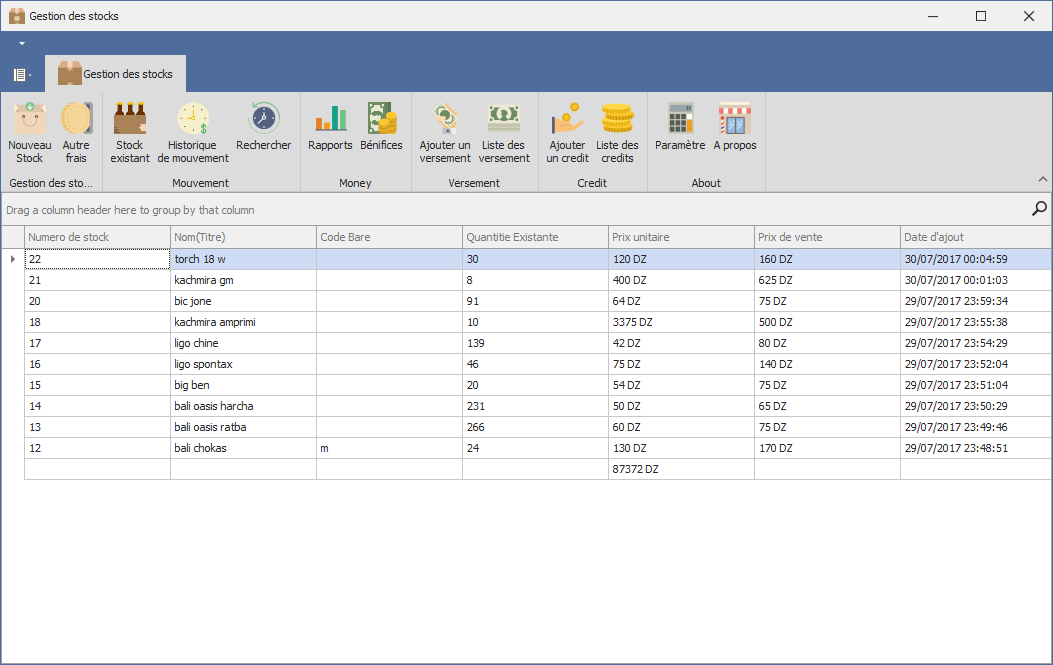 Gestion des stocks
Gestion des stocks
Nouveau Stock
Autre frais
Stock existant
Historique de mouvement
Rechercher
Rapports
Bénifices
Ajouter un versement
Liste des versement
Ajouter un credit
Liste des credits
Paramètre
A propos
Gestion des sto...
Mouvement
Money
Versement
Credit
About
Drag a column header here to group by that column
Numero de stock Nom(Titre) Code Bare Quantitie Existante Prix unitaire Prix de vente Date d'ajout
22 torch 18 w 30 120 DZ 160 DZ 30/07/2017 00:04:59
21 kachmira gm 8 400 DZ 625 DZ 30/07/2017 00:01:03
20 bic jone 91 64 DZ 75 DZ 29/07/2017 23:59:34
18 kachmira amprimi 10 3375 DZ 500 DZ 29/07/2017 23:55:38
17 ligo chine 139 42 DZ 80 DZ 29/07/2017 23:54:29
16 ligo spontax 46 75 DZ 140 DZ 29/07/2017 23:52:04
15 big ben 20 54 DZ 75 DZ 29/07/2017 23:51:04
14 bali oasis harcha 231 50 DZ 65 DZ 29/07/2017 23:50:29
13 bali oasis ratba 266 60 DZ 75 DZ 29/07/2017 23:49:46
12 bali chokas m 24 130 DZ 170 DZ 29/07/2017 23:48:51
87372 DZ